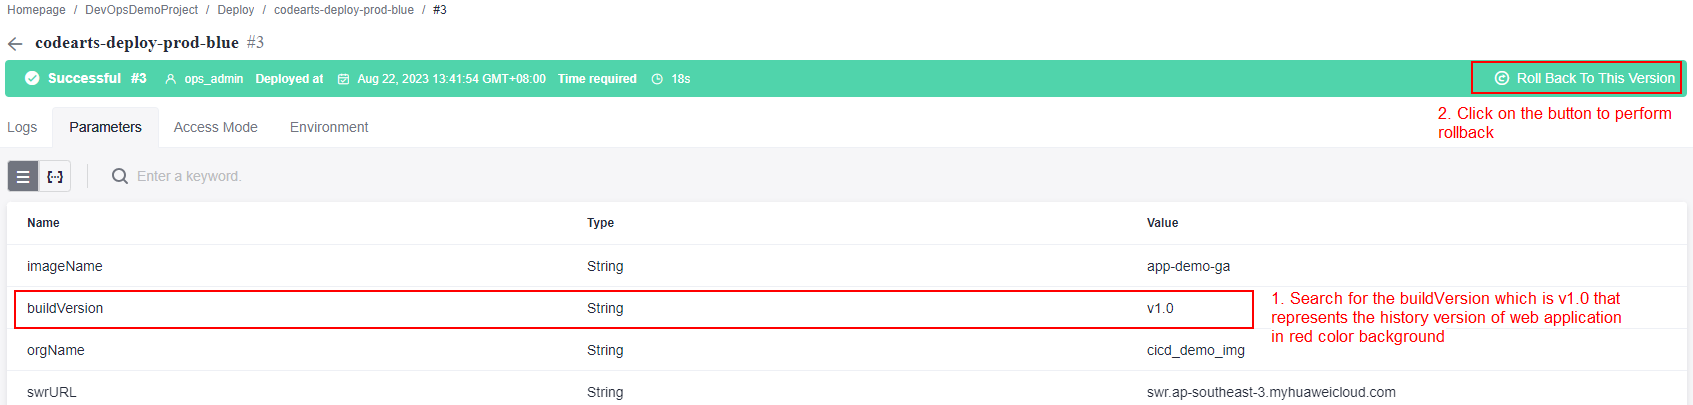 Homepage / DevOpsDemoProject / Deploy / codearts-deploy-prod-blue / #3
codearts-deploy-prod-blue #3
Successful #3 ops_admin Deployed at Aug 22, 2023 13:41:54 GMT+08:00 Time required 18s Roll Back To This Version
2. Click on the button to perform
rollback
Logs Parameters Access Mode Environment
Enter a keyword.
Name Type Value
imageName String app-demo-ga
buildVersion String v1.0
1. Search for the buildVersion which is v1.0 that
represents the history version of web application
in red color background
orgName String cicd_demo_img
swrURL String swr.ap-southeast-3.myhuaweicloud.com